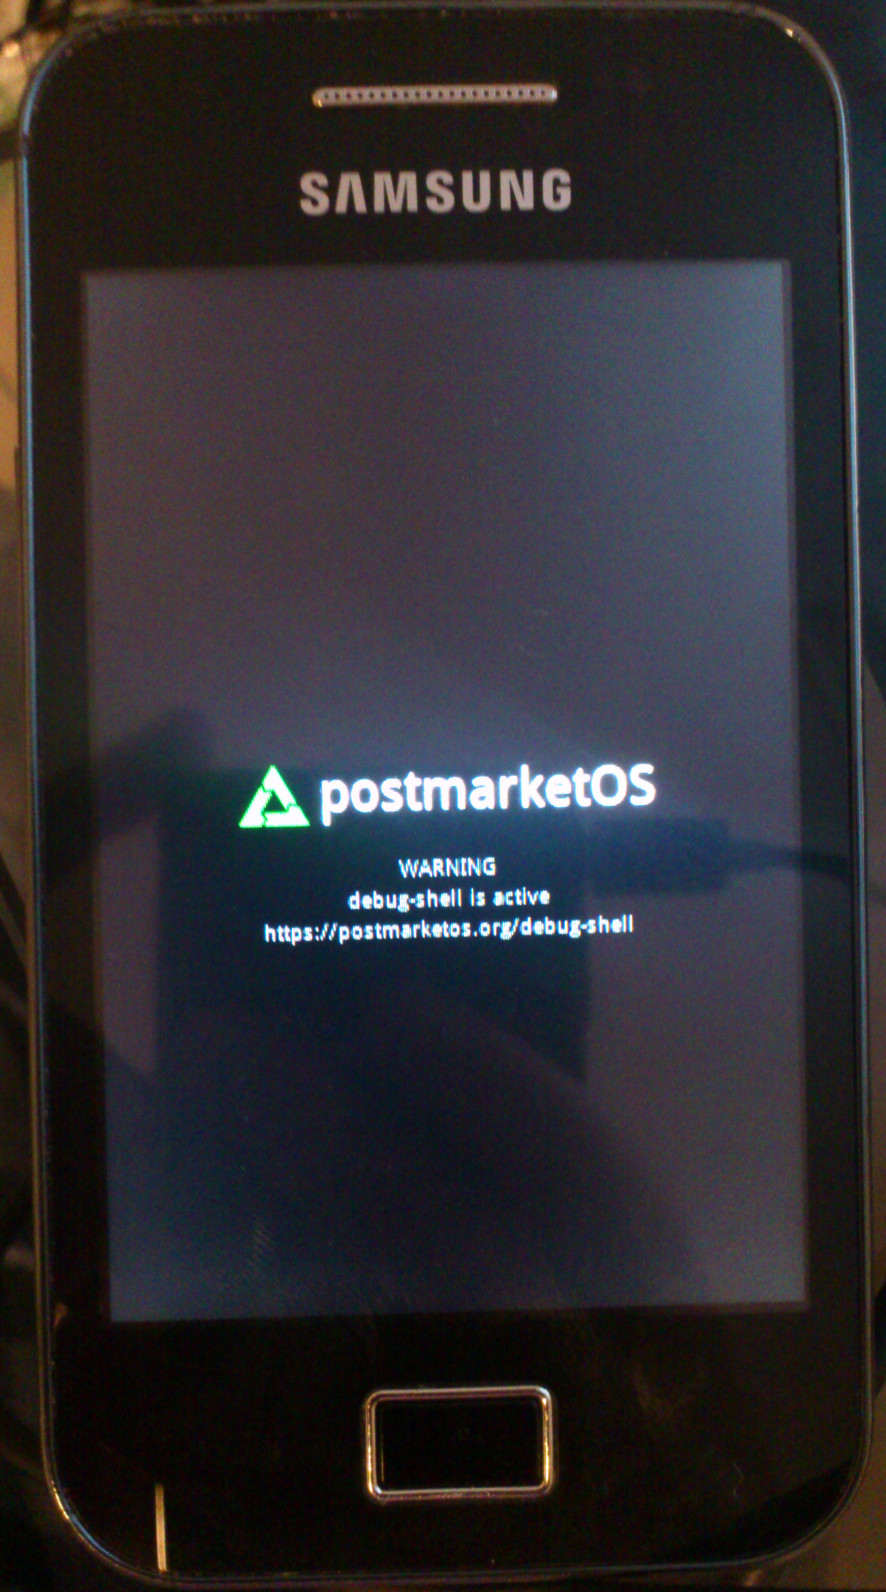 SAMSUNG
postmarketOS
WARNING
debug-shell is active
https://postmarketos.org/debug-shell